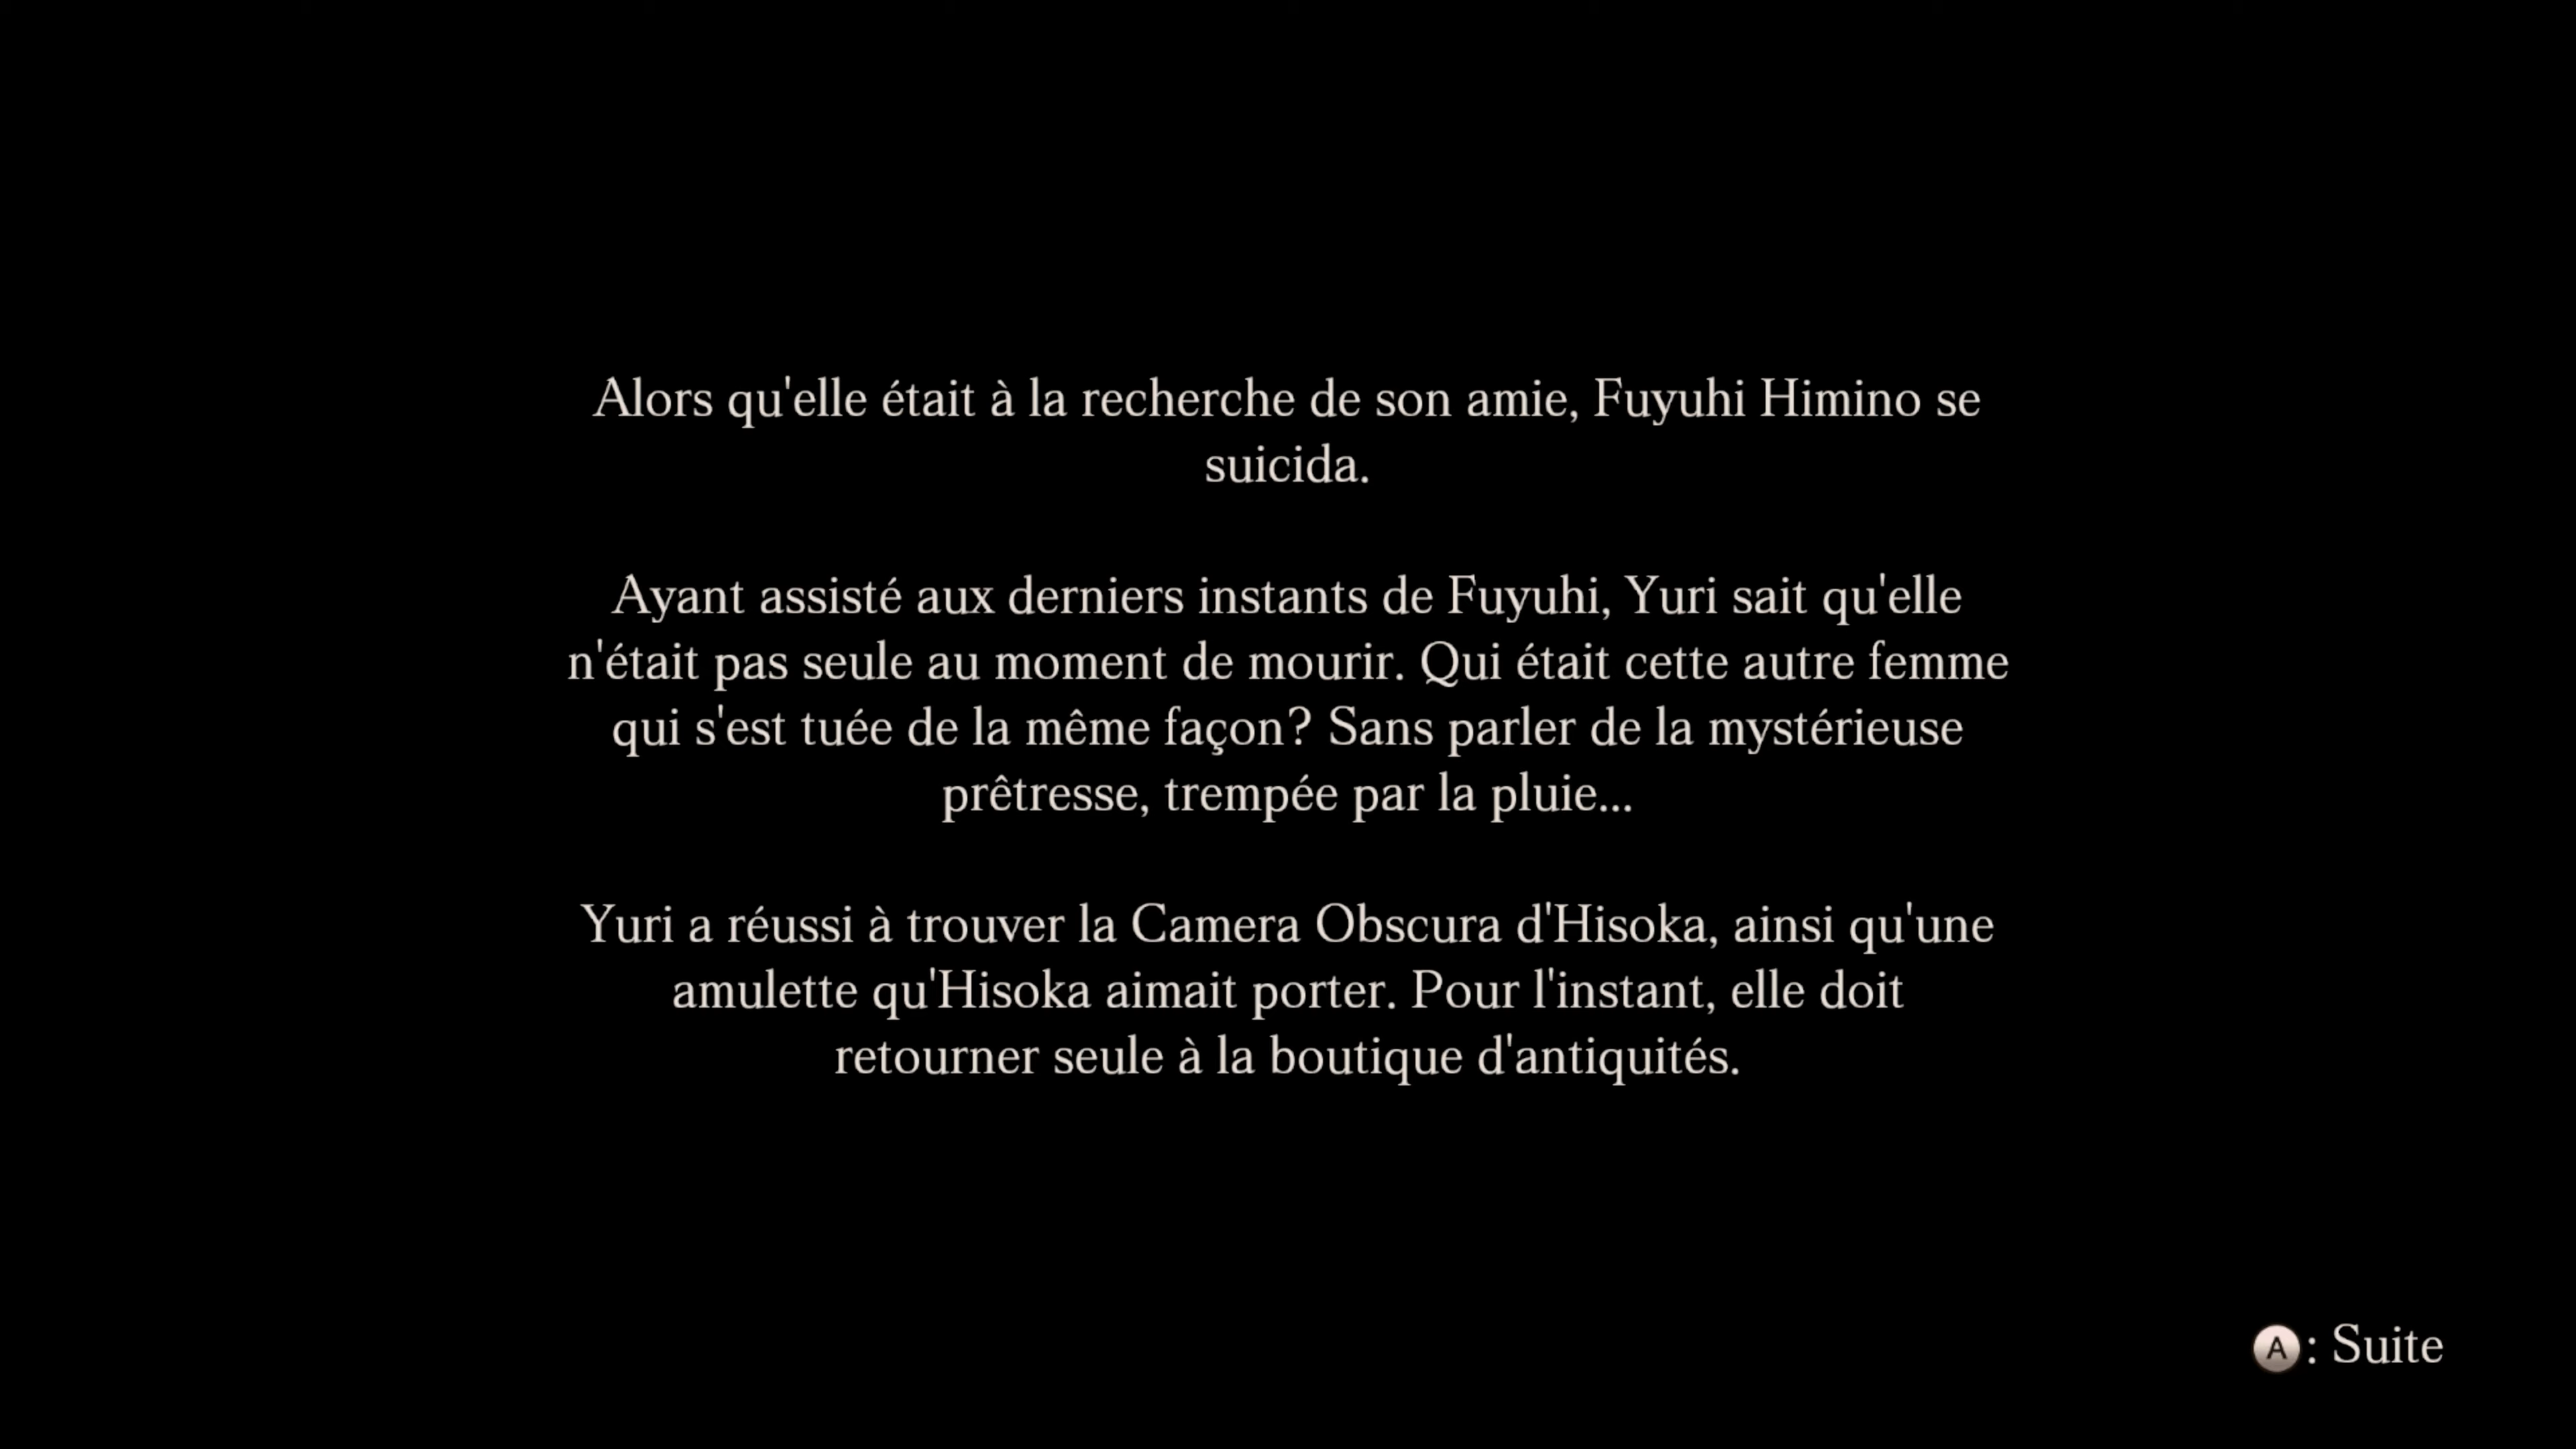 Alors qu'elle était à la recherche de son amie, Fuyuhi Himino se
suicida.
Ayant assisté aux derniers instants de Fuyuhi, Yuri sait qu'elle
n'était pas seule au moment de mourir. Qui était cette autre femme
qui s'est tuée de la même façon? Sans parler de la mystérieuse
prêtresse, trempée par la pluie...
Yuri a réussi à trouver la Camera Obscura d'Hisoka, ainsi qu'une
amulette qu'Hisoka aimait porter. Pour l'instant, elle doit
retourner seule à la boutique d'antiquités.
A: Suite